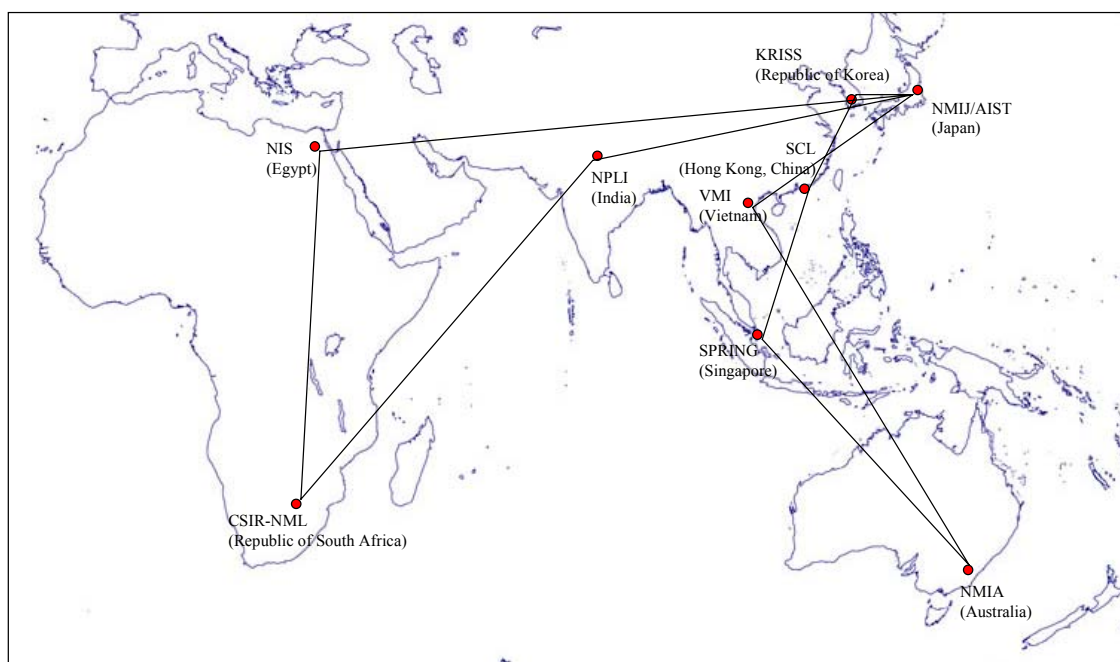 KRISS
(Republic of Korea)
NMIJ/AIST
(Japan)
NIS
(Egypt)
NPLI
(India)
SCL
(Hong Kong, China)
VMI
(Vietnam)
SPRING
(Singapore)
CSIR-NML
(Republic of South Africa)
NMIA
(Australia)